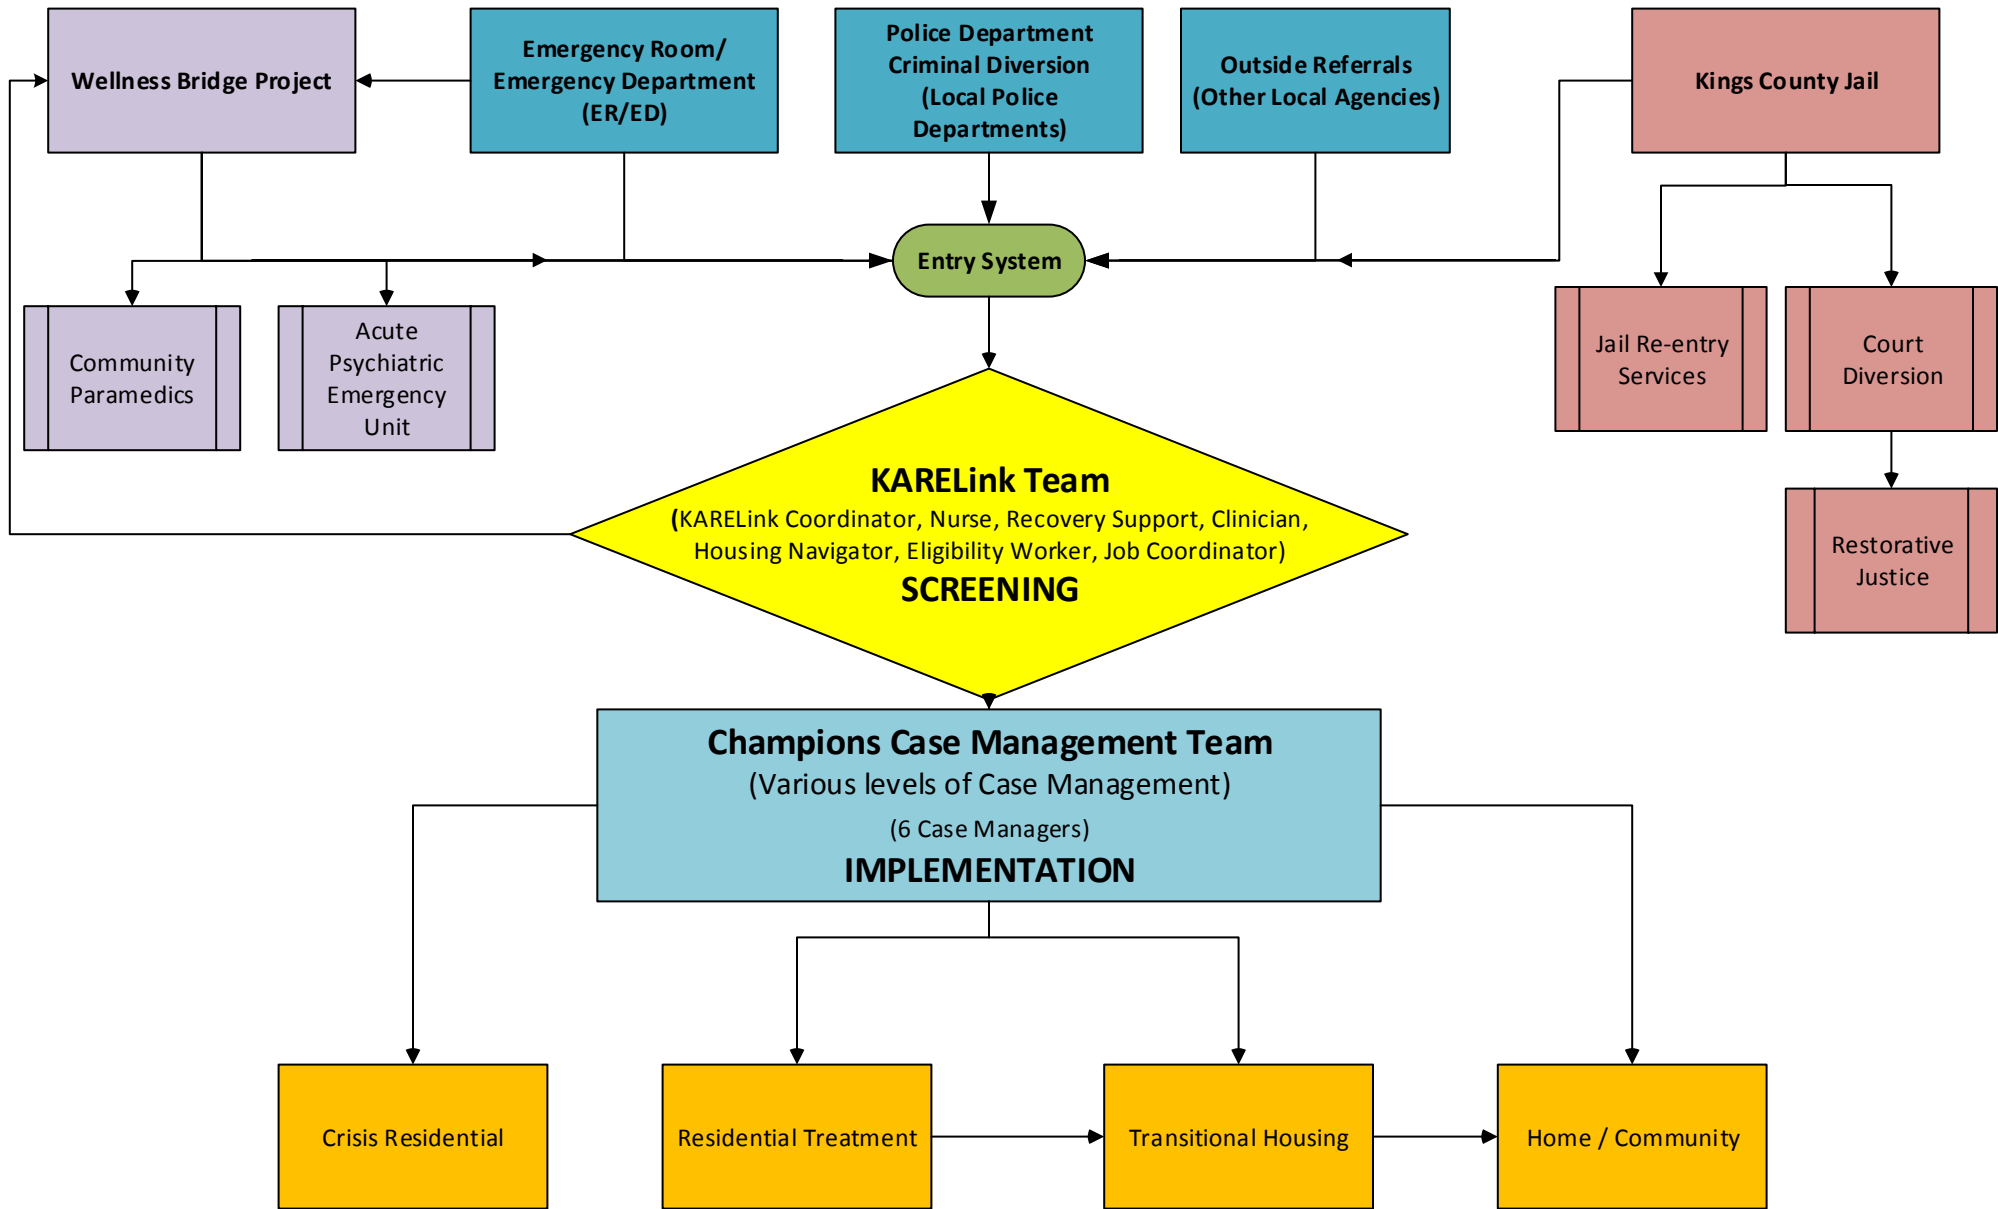 Wellness Bridge Project
Emergency Room/
Emergency Department
(ER/ED)
Police Department
Criminal Diversion
(Local Police
Departments)
Outside Referrals
(Other Local Agencies)
Kings County Jail
Entry System
Community
Paramedics
Acute
Psychiatric
Emergency
Unit
Jail Re-entry
Services
Court
Diversion
KARELink Team
(KARELink Coordinator, Nurse, Recovery Support, Clinician,
Housing Navigator, Eligibility Worker, Job Coordinator)
SCREENING
Restorative
Justice
Champions Case Management Team
(Various levels of Case Management)
(6 Case Managers)
IMPLEMENTATION
Crisis Residential
Residential Treatment
Transitional Housing
Home / Community